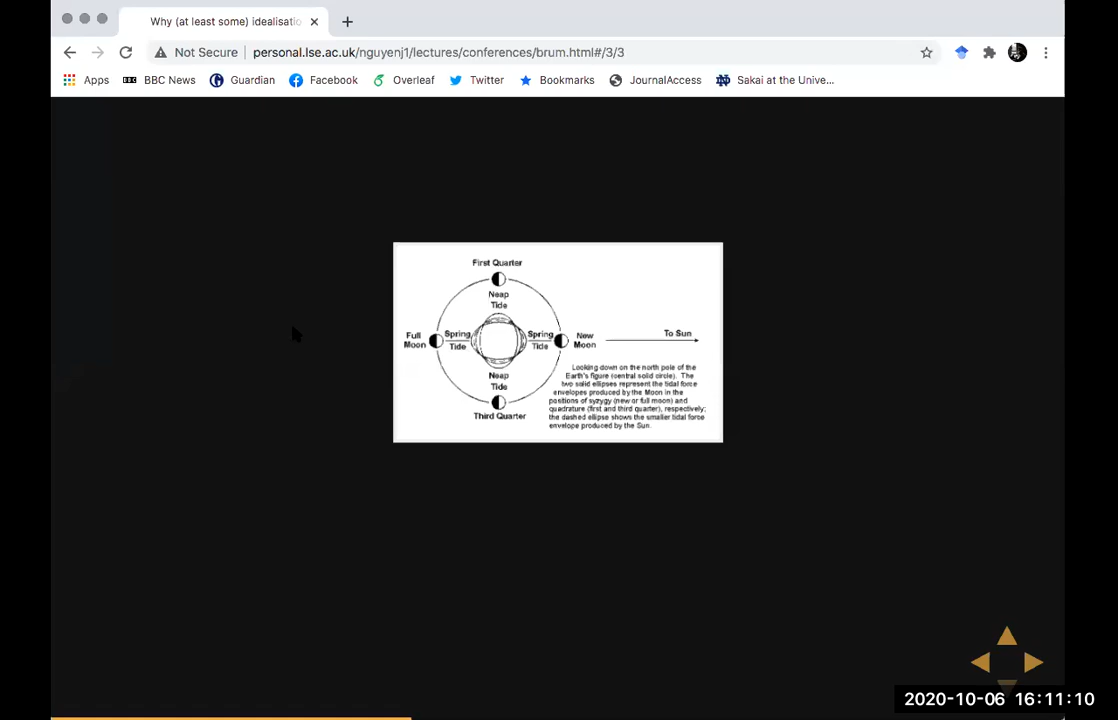 Why (at least some) idealisatio
Not Secure personal.lse.ac.uk/nguyenj1/lectures/conferences/brum.html#/3/3
Apps BBC News Guardian Facebook Overleaf Twitter Bookmarks JournalAccess Sakai at the Unive...
First Quarter
Neap
Tide
Full
Moon
Spring
Tide
Spring
Tide
New
Moon
To Sun
Neap
Tide
Third Quarter
Looking down on the north pole of the
Earth's figure (central solid circle). The
two solid ellipses represent the tidal force
envelopes produced by the Moon in the
positions of syzygy (new or full moon) and
quadrature (first and third quarter), respectively;
the dashed ellipse shows the smaller tidal force
envelope produced by the Sun.
2020-10-06 16:11:10